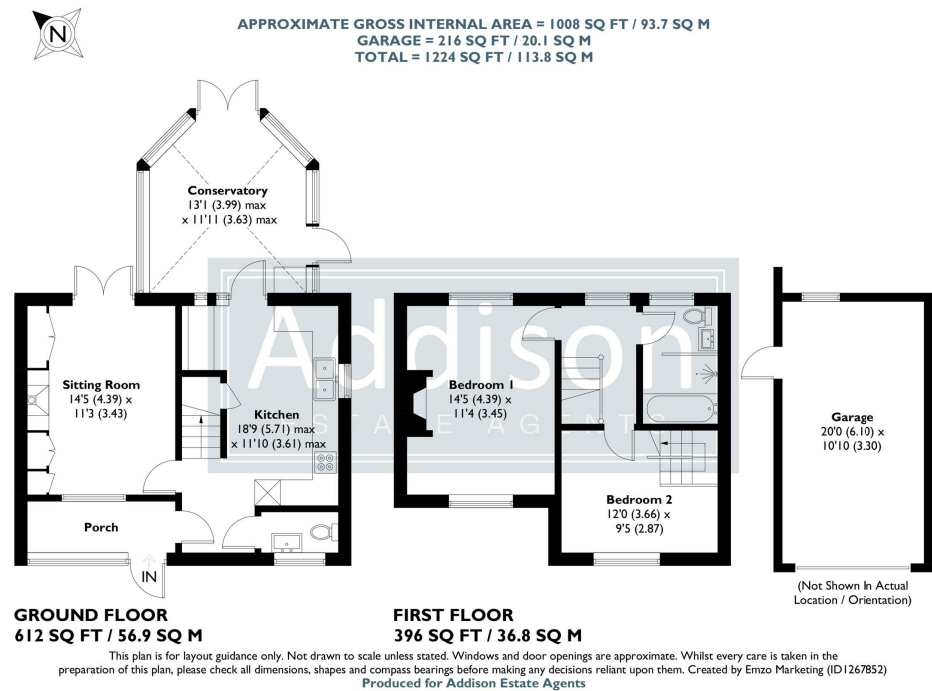 N
APPROXIMATE GROSS INTERNAL AREA = 1008 SQ FT / 93.7 SQ M
GARAGE = 216 SQ FT / 20.1 SQ M
TOTAL = 1224 SQ FT / 113.8 SQ M
Conservatory
13'1 (3.99) max
x 11'11 (3.63) max
Addison
ESTATE AGENTS
Sitting Room
14'5 (4.39) x
11'3 (3.43)
Kitchen
18'9 (5.71) max
x 11'10 (3.61) max
Bedroom 1
14'5 (4.39) x
11'4 (3.45)
Garage
20'0 (6.10) x
10'10 (3.30)
Bedroom 2
12'0 (3.66) x
9'5 (2.87)
Porch
IN
(Not Shown In Actual
Location / Orientation)
GROUND FLOOR
612 SQ FT / 56.9 SQ M
FIRST FLOOR
396 SQ FT / 36.8 SQ M
This plan is for layout guidance only. Not drawn to scale unless stated. Windows and door openings are approximate. Whilst every care is taken in the
preparation of this plan, please check all dimensions, shapes and compass bearings before making any decisions reliant upon them. Created by Emzo Marketing (ID1267852)
Produced for Addison Estate Agents